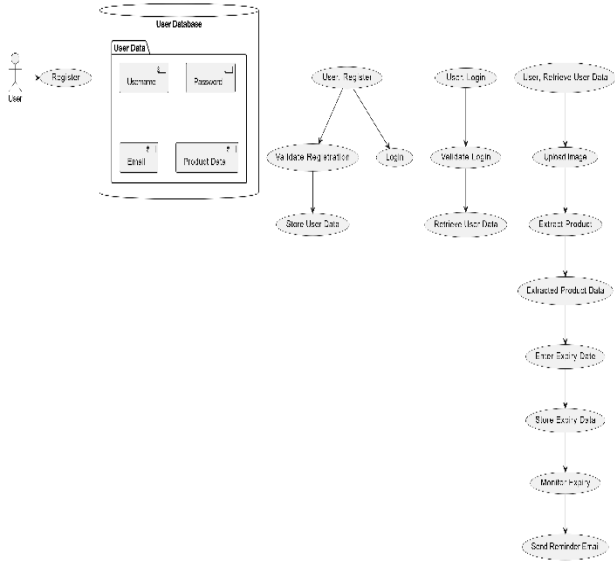 User Database
User Data
Username
Password
Email
Product Data
User
Register
User, Register
Validate Registration
Login
Store User Data
User, Login
Validate Login
Retrieve User Data
User, Retrieve User Data
Upload Image
Extract Product
Extracted Product Data
Enter Expiry Date
Store Expiry Data
Monitor Expiry
Send Reminder Email